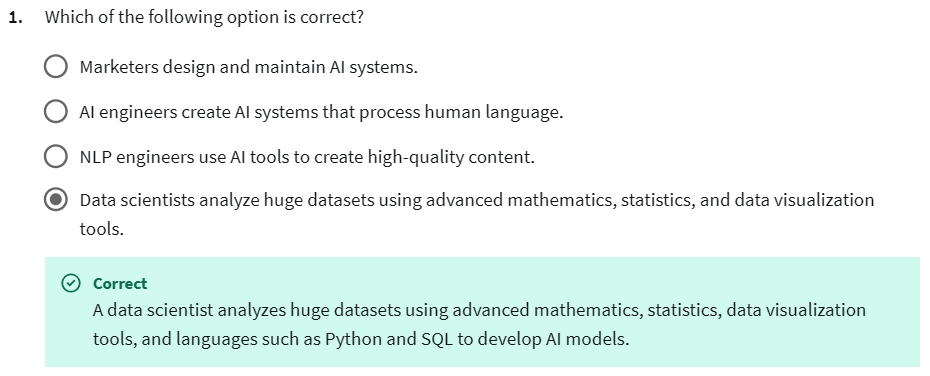 1. Which of the following option is correct?
Marketers design and maintain AI systems.
AI engineers create AI systems that process human language.
NLP engineers use AI tools to create high-quality content.
Data scientists analyze huge datasets using advanced mathematics, statistics, and data visualization
tools.
Correct
A data scientist analyzes huge datasets using advanced mathematics, statistics, data visualization
tools, and languages such as Python and SQL to develop AI models.